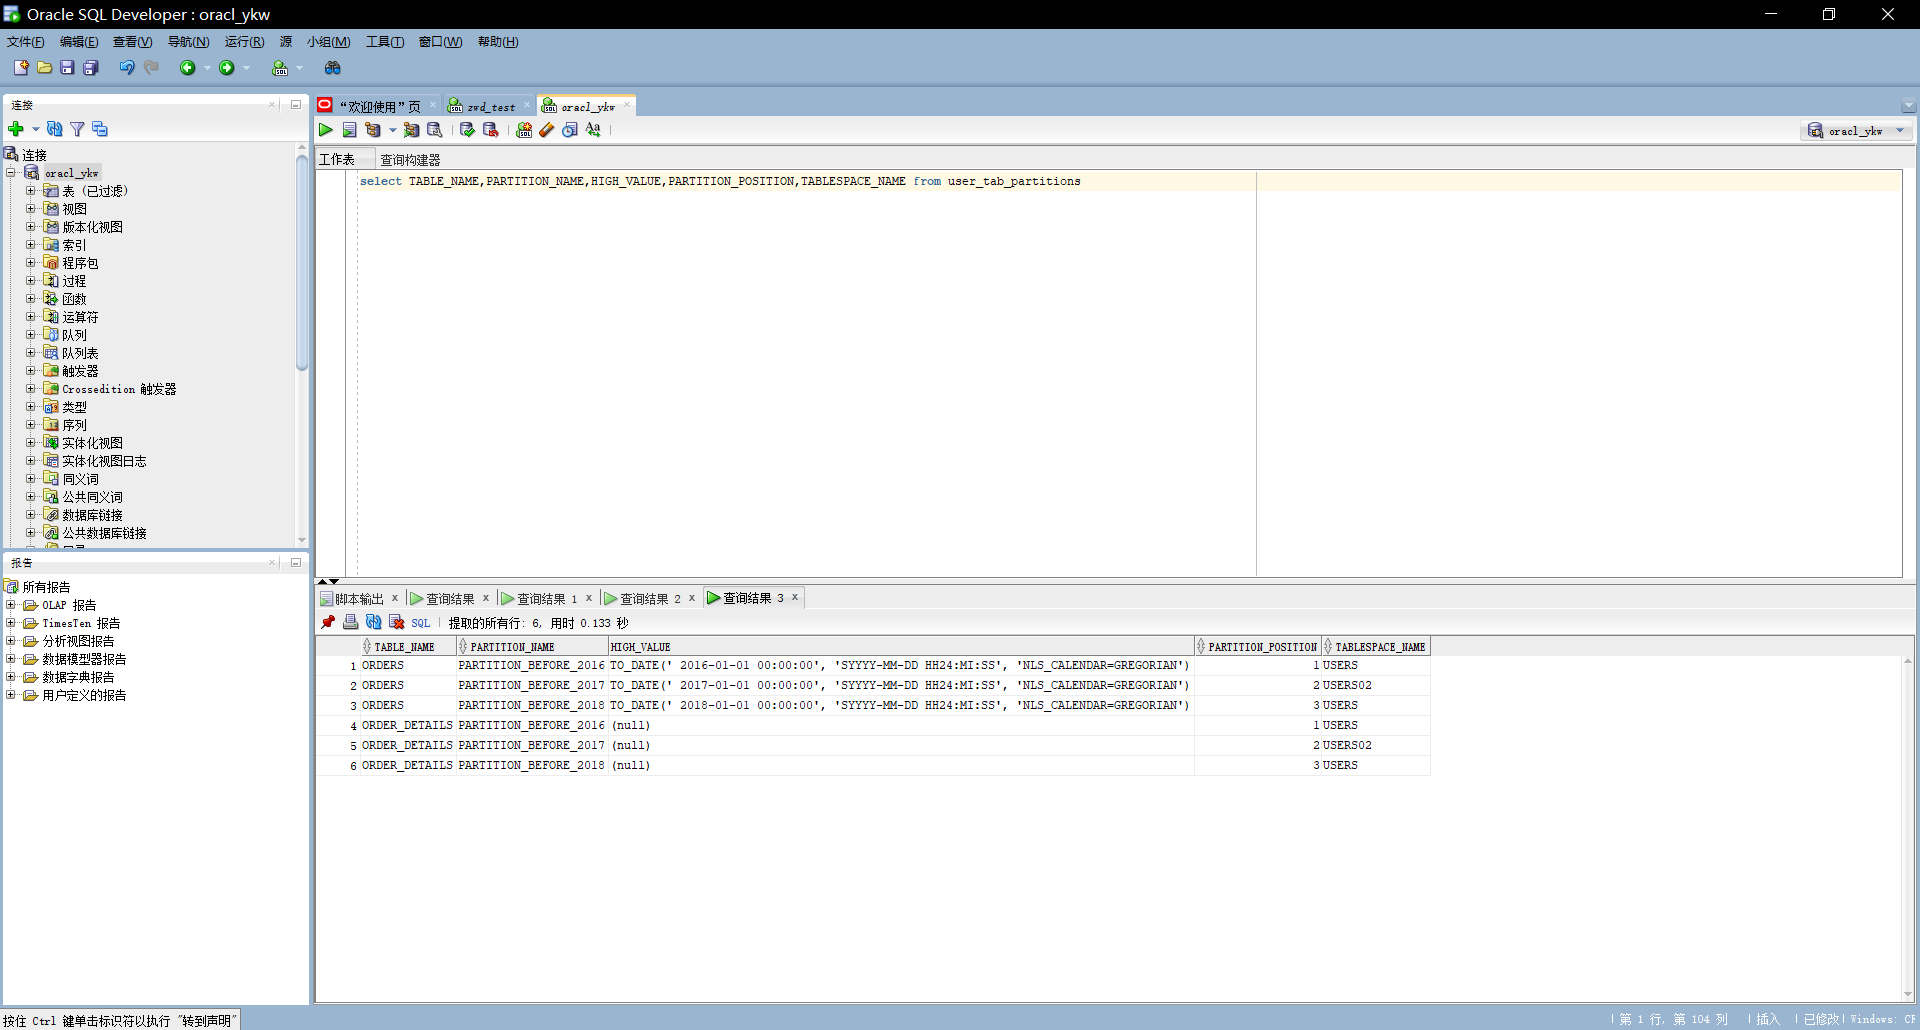 Oracle SQL Developer : oracl_ykw
文件(F) 编辑(E) 查看(V) 导航(N) 运行(R) 源 小组(M) 工具(T) 窗口(W) 帮助(H)
连接
连接
oracl_ykw
表 (已过滤)
视图
版本化视图
索引
程序包
过程
函数
运算符
队列
队列表
触发器
Crossedition 触发器
类型
序列
实体化视图
实体化视图日志
同义词
公共同义词
数据库链接
公共数据库链接
报告
所有报告
OLAP 报告
TimesTen 报告
分析视图报告
数据模型器报告
数据字典报告
用户定义的报告
“欢迎使用”页 zwd_test oracl_ykw
oracl_ykw
工作表 查询构建器
select TABLE_NAME,PARTITION_NAME,HIGH_VALUE,PARTITION_POSITION,TABLESPACE_NAME from user_tab_partitions
脚本输出 x 查询结果 x 查询结果 1 x 查询结果 2 x 查询结果 3 x
SQL 提取的所有行: 6, 用时 0.133 秒
TABLE_NAME PARTITION_NAME HIGH_VALUE PARTITION_POSITION TABLESPACE_NAME
1 ORDERS PARTITION_BEFORE_2016 TO_DATE(' 2016-01-01 00:00:00', 'SYYYY-MM-DD HH24:MI:SS', 'NLS_CALENDAR=GREGORIAN') 1 USERS
2 ORDERS PARTITION_BEFORE_2017 TO_DATE(' 2017-01-01 00:00:00', 'SYYYY-MM-DD HH24:MI:SS', 'NLS_CALENDAR=GREGORIAN') 2 USERS02
3 ORDERS PARTITION_BEFORE_2018 TO_DATE(' 2018-01-01 00:00:00', 'SYYYY-MM-DD HH24:MI:SS', 'NLS_CALENDAR=GREGORIAN') 3 USERS
4 ORDER_DETAILS PARTITION_BEFORE_2016 (null) 1 USERS
5 ORDER_DETAILS PARTITION_BEFORE_2017 (null) 2 USERS02
6 ORDER_DETAILS PARTITION_BEFORE_2018 (null) 3 USERS
按住 Ctrl 键单击标识符以执行 "转到声明"
第 1 行, 第 104 列 插入 已修改 Windows: CF